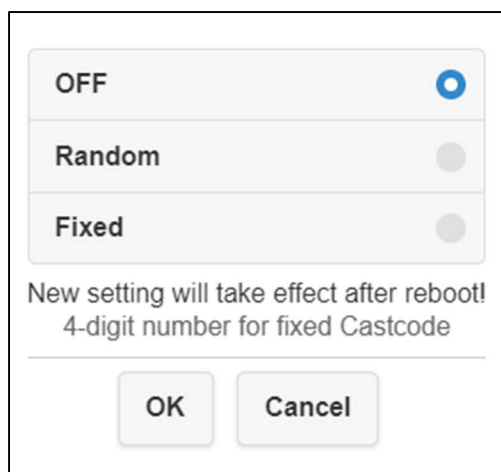 OFF
Random
Fixed
New setting will take effect after reboot!
4-digit number for fixed Castcode
OK
Cancel